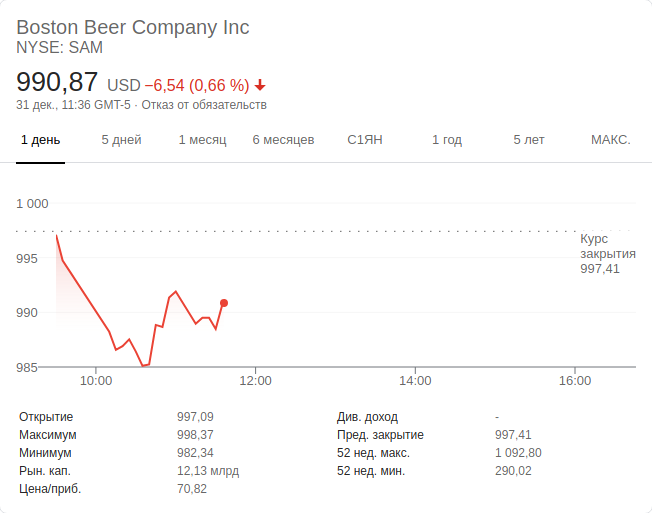 Boston Beer Company Inc
NYSE: SAM
990,87 USD −6,54 (0,66 %)
31 дек., 11:36 GMT-5 · Отказ от обязательств
1 день 5 дней 1 месяц 6 месяцев С1ЯН 1 год 5 лет МАКС.
1 000
Курс
закрытия
997,41
995
990
985
10:00 12:00 14:00 16:00
Открытие 997,09 Див. доход -
Максимум 998,37 Пред. закрытие 997,41
Минимум 982,34 52 нед. макс. 1 092,80
Рын. кап. 12,13 млрд 52 нед. мин. 290,02
Цена/приб. 70,82